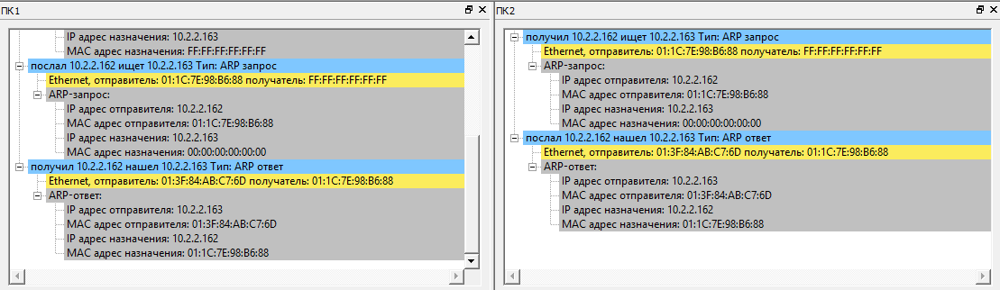 ПК1
IP адрес назначения: 10.2.2.163
MAC адрес назначения: FF:FF:FF:FF:FF:FF
послал 10.2.2.162 ищет 10.2.2.163 Тип: ARP запрос
Ethernet, отправитель: 01:1C:7E:98:B6:88 получатель: FF:FF:FF:FF:FF:FF
ARP-запрос:
IP адрес отправителя: 10.2.2.162
MAC адрес отправителя: 01:1C:7E:98:B6:88
IP адрес назначения: 10.2.2.163
MAC адрес назначения: 00:00:00:00:00:00
получил 10.2.2.162 нашел 10.2.2.163 Тип: ARP ответ
Ethernet, отправитель: 01:3F:84:AB:C7:6D получатель: 01:1C:7E:98:B6:88
ARP-ответ:
IP адрес отправителя: 10.2.2.163
MAC адрес отправителя: 01:3F:84:AB:C7:6D
IP адрес назначения: 10.2.2.162
MAC адрес назначения: 01:1C:7E:98:B6:88
ПК2
получил 10.2.2.162 ищет 10.2.2.163 Тип: ARP запрос
Ethernet, отправитель: 01:1C:7E:98:B6:88 получатель: FF:FF:FF:FF:FF:FF
ARP-запрос:
IP адрес отправителя: 10.2.2.162
MAC адрес отправителя: 01:1C:7E:98:B6:88
IP адрес назначения: 10.2.2.163
MAC адрес назначения: 00:00:00:00:00:00
послал 10.2.2.162 нашел 10.2.2.163 Тип: ARP ответ
Ethernet, отправитель: 01:3F:84:AB:C7:6D получатель: 01:1C:7E:98:B6:88
ARP-ответ:
IP адрес отправителя: 10.2.2.163
MAC адрес отправителя: 01:3F:84:AB:C7:6D
IP адрес назначения: 10.2.2.162
MAC адрес назначения: 01:1C:7E:98:B6:88